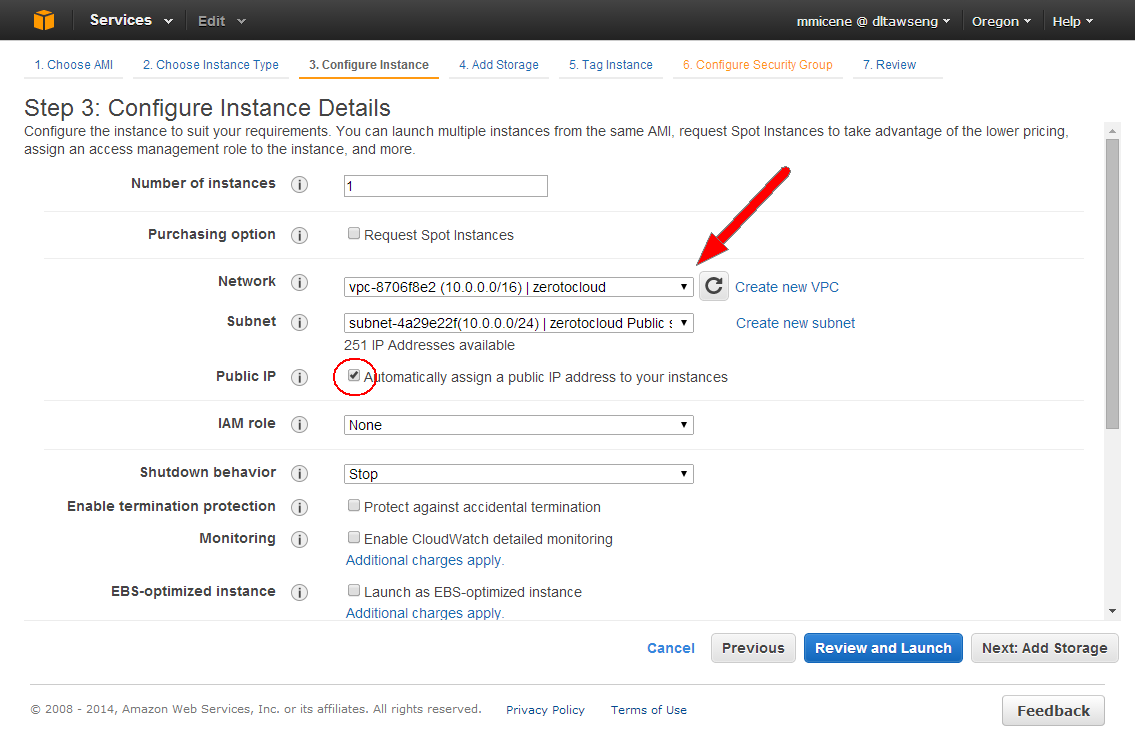 Services Edit mmicene @ dltawseng Oregon Help
1. Choose AMI 2. Choose Instance Type 3. Configure Instance 4. Add Storage 5. Tag Instance 6. Configure Security Group 7. Review
Step 3: Configure Instance Details
Configure the instance to suit your requirements. You can launch multiple instances from the same AMI, request Spot Instances to take advantage of the lower pricing,
assign an access management role to the instance, and more.
Number of instances i 1
Purchasing option i Request Spot Instances
Network i vpc-8706f8e2 (10.0.0.0/16) | zerotocloud Create new VPC
Subnet i subnet-4a29e22f(10.0.0.0/24) | zerotocloud Public s Create new subnet
251 IP Addresses available
Public IP i Automatically assign a public IP address to your instances
IAM role i None
Shutdown behavior i Stop
Enable termination protection i Protect against accidental termination
Monitoring i Enable CloudWatch detailed monitoring
Additional charges apply.
EBS-optimized instance i Launch as EBS-optimized instance
Additional charges apply.
Cancel Previous Review and Launch Next: Add Storage
© 2008 - 2014, Amazon Web Services, Inc. or its affiliates. All rights reserved. Privacy Policy Terms of Use Feedback